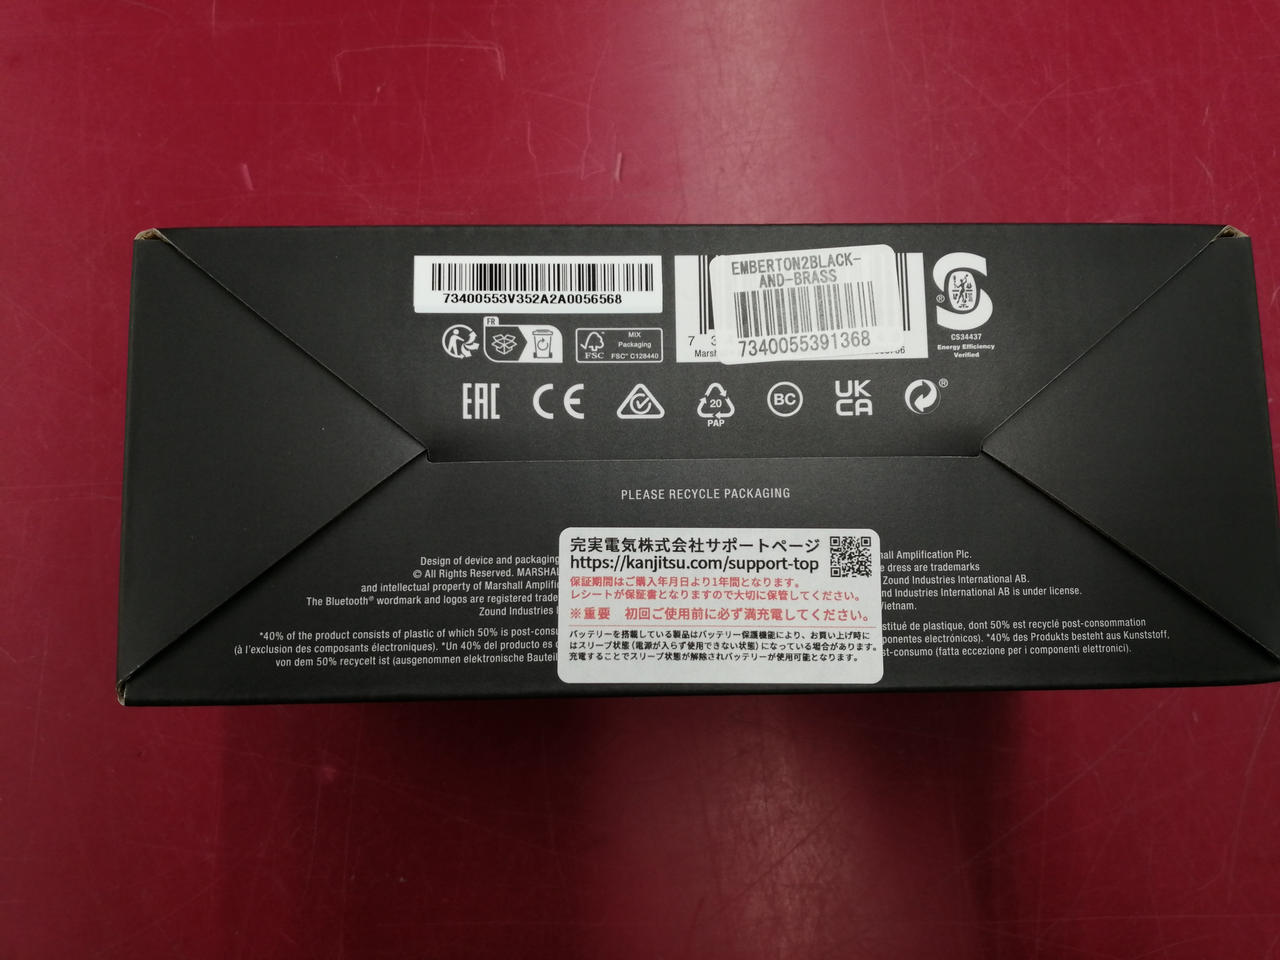 73400553V352A2A0056568
EMBERTON2BLACK-
AND-BRASS
7340055391368
7 3
Marshall
CS34437
Energy Efficiency
Verified
FR
MIX
Packaging
FSC
FSC™ C128440
EAC
CE
20
PAP
BC
UK
CA
PLEASE RECYCLE PACKAGING
完実電気株式会社サポートページ
https://kanjitsu.com/support-top
保証期間はご購入年月日より1年間となります。
レシートが保証書となりますので大切に保管してください。
※重要 初回ご使用前に必ず満充電してください。
バッテリーを搭載している製品はバッテリー保護機能により、お買い上げ時に
はスリープ状態(電源が入らず使用できない状態)になっている場合があります。
充電することでスリープ状態が解除されバッテリーが使用可能となります。
Design of device and packaging
Amplification Plc.
© All Rights Reserved.
dress are trademarks
and intellectual property of Marshall
Zound Industries International AB.
The Bluetooth® wordmark and logos are registered
Industries International AB is under license.
Zound Industries
Vietnam.
*40% of the product consists of plastic of which 50% is
de plastique, dont 50% est recyclé post-consommation
(à l'exclusion des composants électroniques). *Un 40% del producto es
electrónicos). *40% des Produkts besteht aus Kunststoff,
von dem 50% recycelt ist (ausgenommen elektronische
(fatta eccezione per i componenti elettronici).